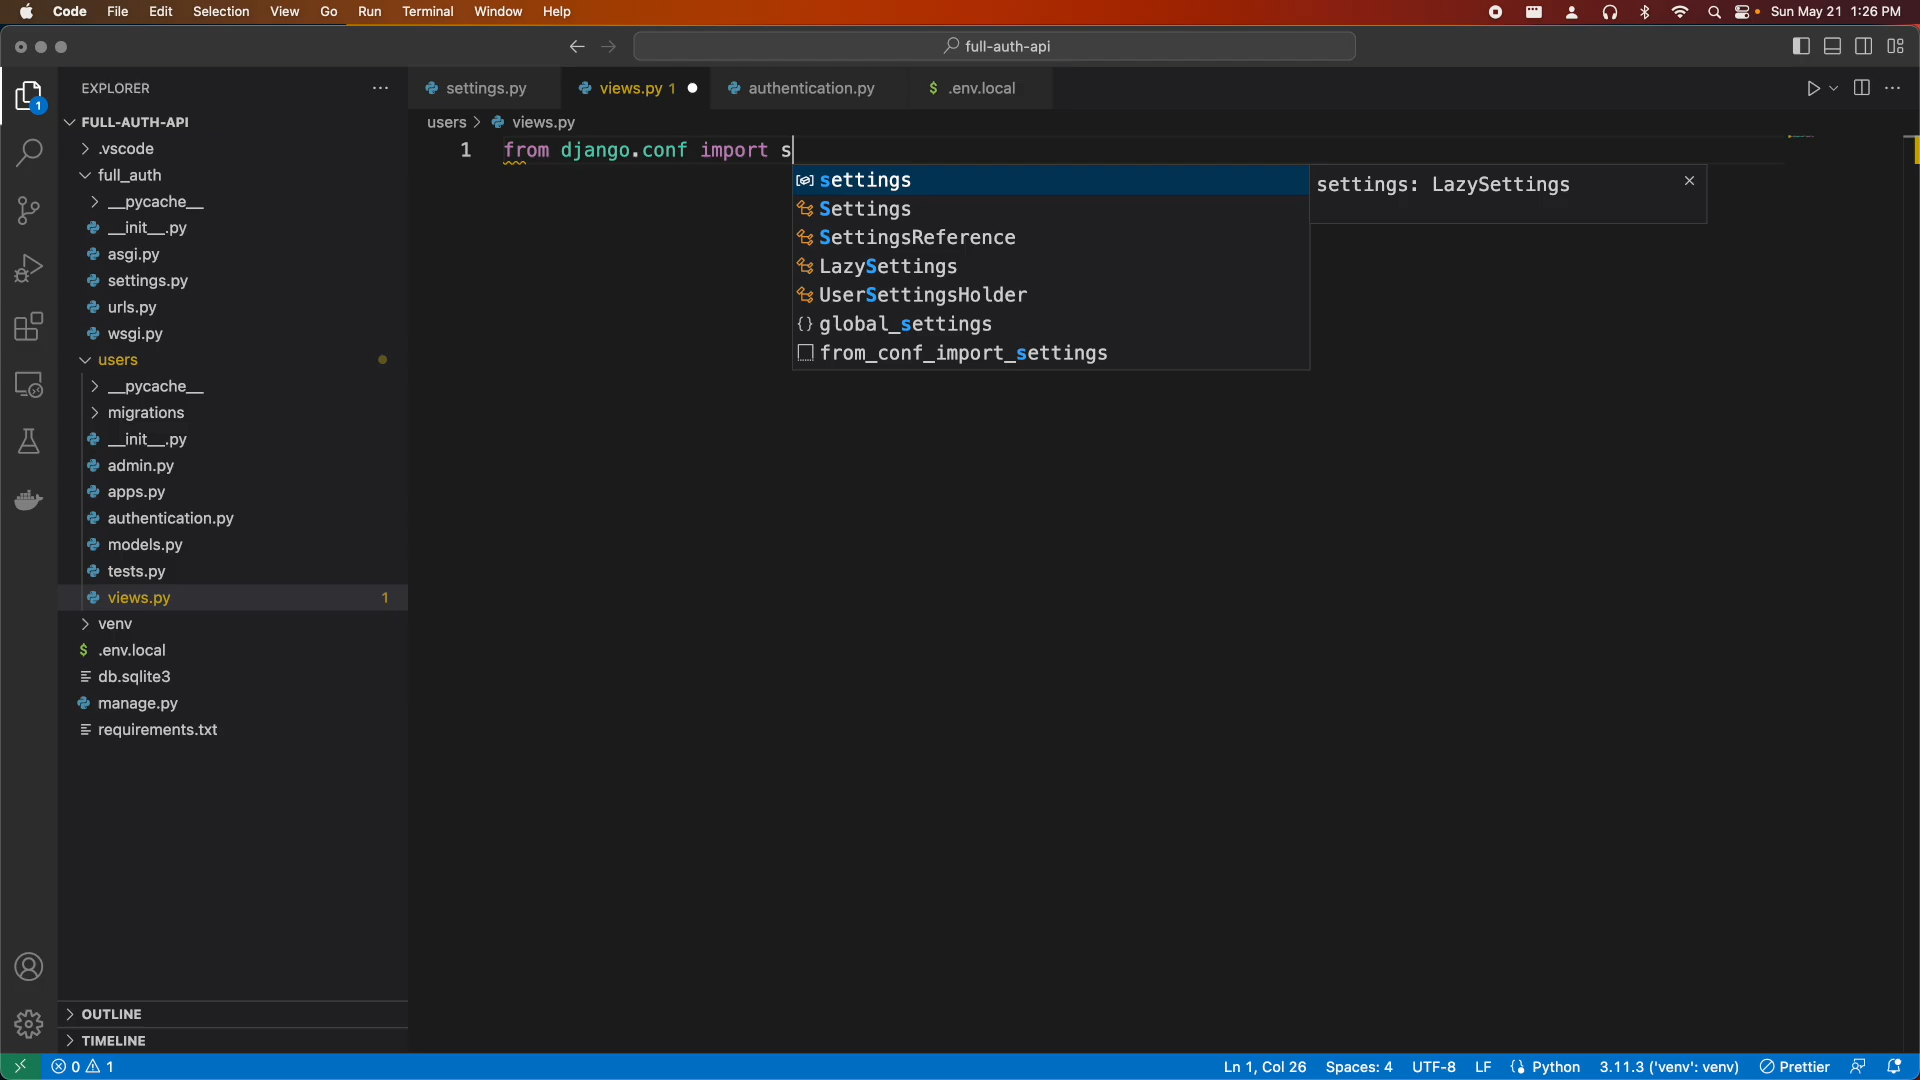 Code File Edit Selection View Go Run Terminal Window Help Sun May 21 1:26 PM
full-auth-api
EXPLORER
settings.py views.py 1 authentication.py $ .env.local
FULL-AUTH-API
users > views.py
.vscode
1 from django.conf import s
full_auth
settings
settings: LazySettings
__pycache__
Settings
__init__.py
SettingsReference
asgi.py
LazySettings
settings.py
UserSettingsHolder
urls.py
global_settings
wsgi.py
from_conf_import_settings
users
__pycache__
migrations
__init__.py
admin.py
apps.py
authentication.py
models.py
tests.py
views.py 1
venv
$ .env.local
db.sqlite3
manage.py
requirements.txt
OUTLINE
TIMELINE
0 1 Ln 1, Col 26 Spaces: 4 UTF-8 LF Python 3.11.3 ('venv': venv) Prettier